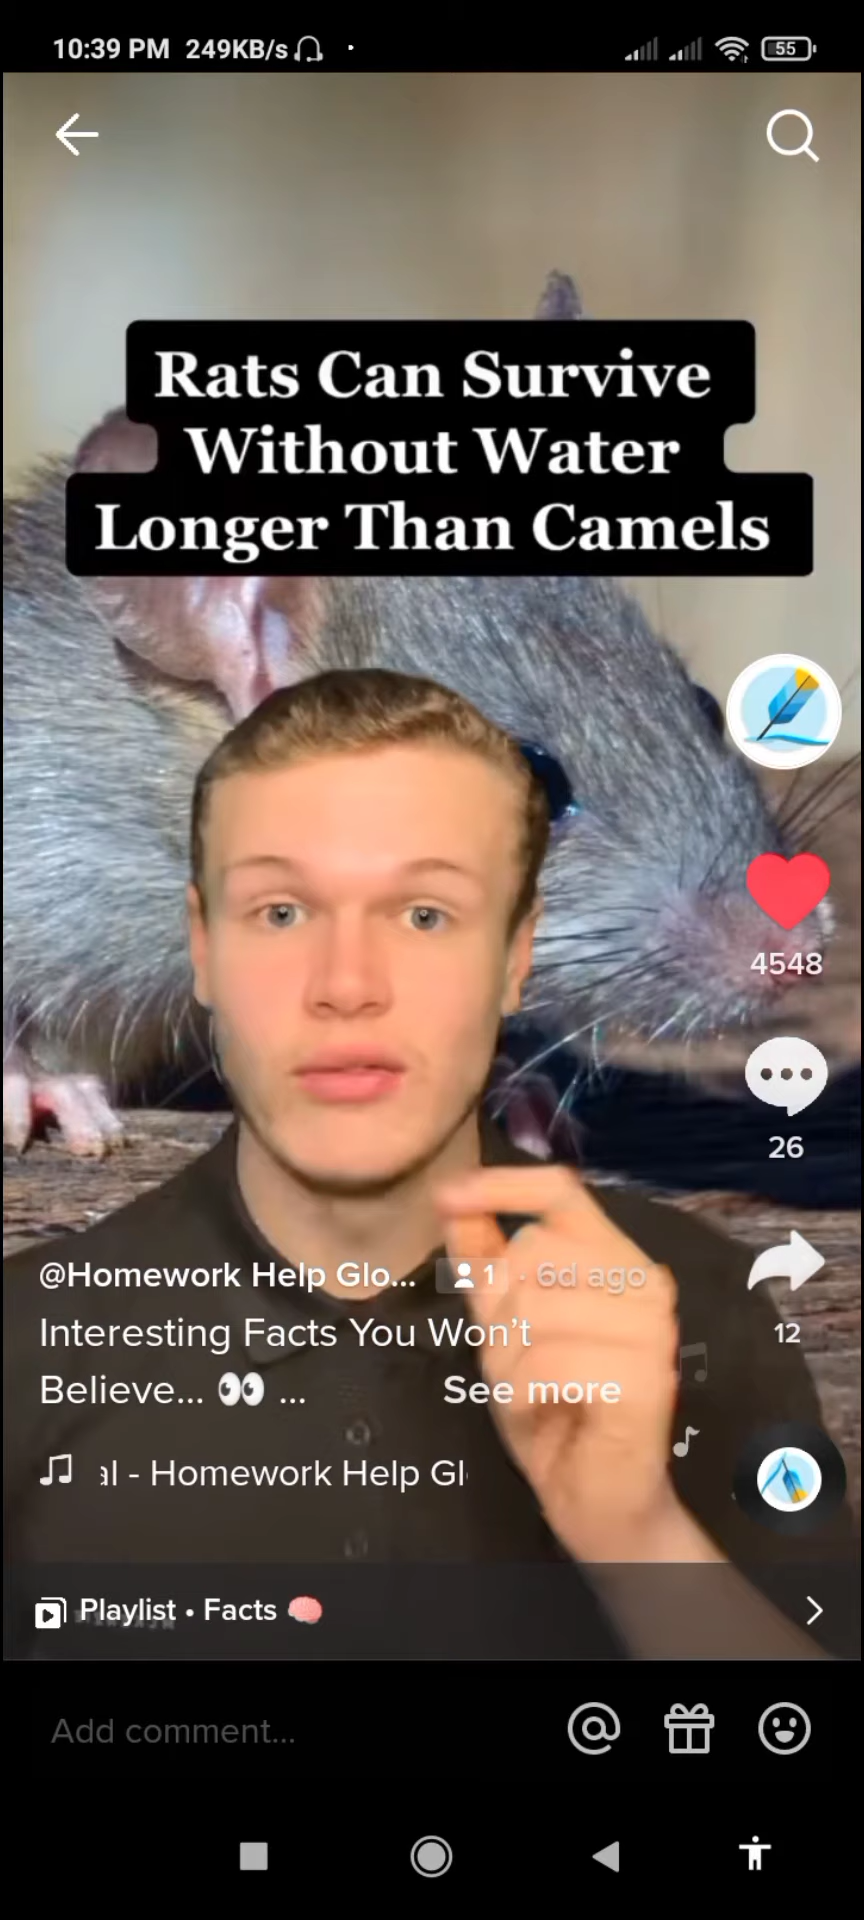 10:39 PM 249KB/s
55
Rats Can Survive
Without Water
Longer Than Camels
4548
26
@Homework Help Glo... 1 · 6d ago
12
Interesting Facts You Won't
Believe... 👀 ... See more
al - Homework Help Gl
Playlist • Facts 🧠
Add comment...